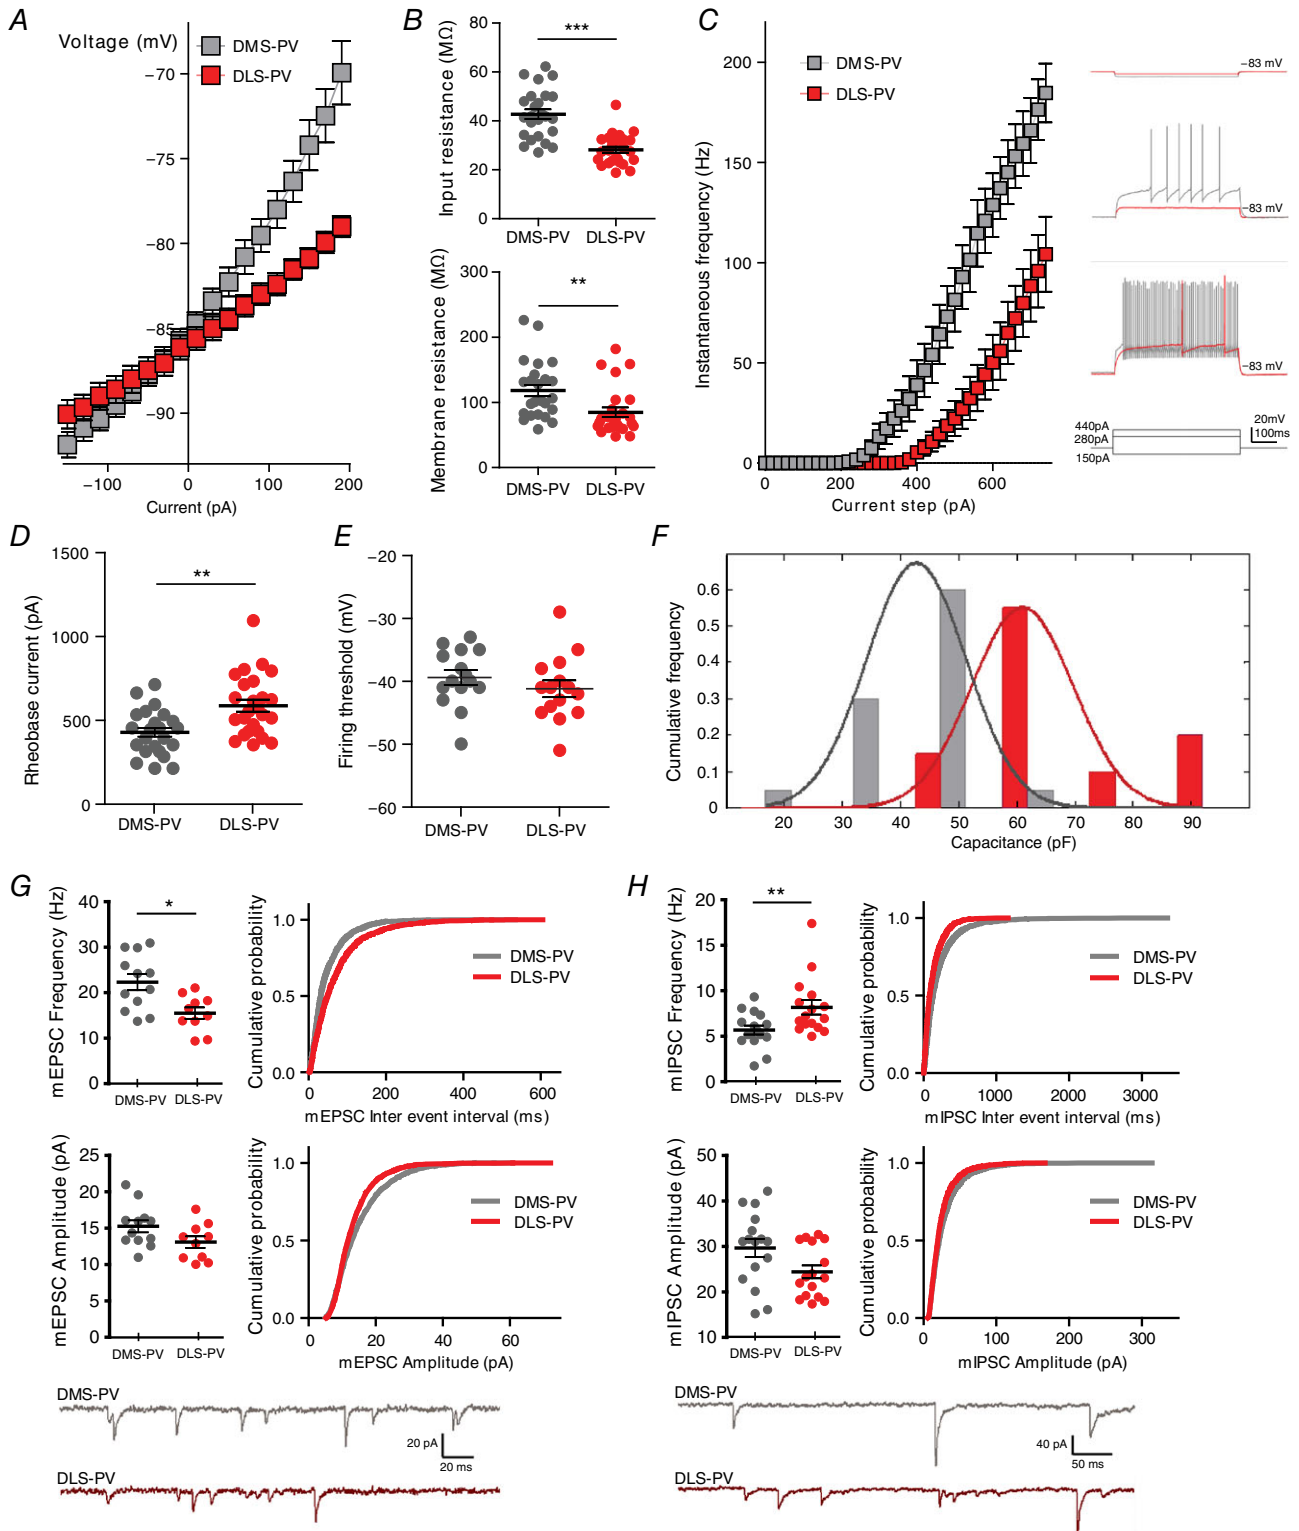 A
Voltage (mV)
DMS-PV
DLS-PV
−70
−75
−80
−85
−90
−100
0
100
200
Current (pA)
B
Input resistance (MΩ)
80
60
40
20
0
***
DMS-PV
DLS-PV
Membrane resistance (MΩ)
300
200
100
0
**
DMS-PV
DLS-PV
C
Instantaneous frequency (Hz)
200
150
100
50
0
DMS-PV
DLS-PV
0
200
400
600
Current step (pA)
−83 mV
−83 mV
−83 mV
440pA
280pA
150pA
20mV
100ms
D
Rheobase current (pA)
1500
1000
500
0
**
DMS-PV
DLS-PV
E
Firing threshold (mV)
−20
−30
−40
−50
−60
DMS-PV
DLS-PV
F
Cumulative frequency
0.6
0.5
0.4
0.3
0.2
0.1
0
20
30
40
50
60
70
80
90
Capacitance (pF)
G
mEPSC Frequency (Hz)
40
30
20
10
0
*
DMS-PV
DLS-PV
Cumulative probability
1.0
0.5
0.0
DMS-PV
DLS-PV
0
200
400
600
mEPSC Inter event interval (ms)
mEPSC Amplitude (pA)
25
20
15
10
5
0
DMS-PV
DLS-PV
Cumulative probability
1.0
0.5
0.0
DMS-PV
DLS-PV
0
20
40
60
mEPSC Amplitude (pA)
DMS-PV
20 pA
20 ms
DLS-PV
H
mIPSC Frequency (Hz)
20
15
10
5
0
**
DMS-PV
DLS-PV
Cumulative probability
1.0
0.5
0.0
DMS-PV
DLS-PV
0
1000
2000
3000
mIPSC Inter event interval (ms)
mIPSC Amplitude (pA)
50
40
30
20
10
DMS-PV
DLS-PV
Cumulative probability
1.0
0.5
0.0
DMS-PV
DLS-PV
0
100
200
300
mIPSC Amplitude (pA)
DMS-PV
40 pA
50 ms
DLS-PV